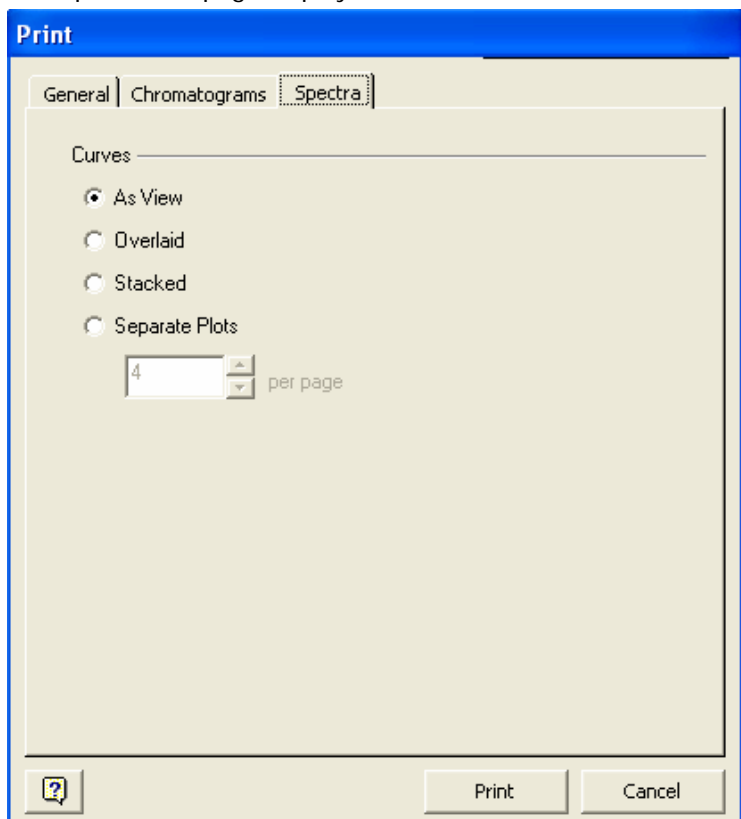 Print
General Chromatograms Spectra
Curves
As View
Overlaid
Stacked
Separate Plots
4 per page
?
Print Cancel